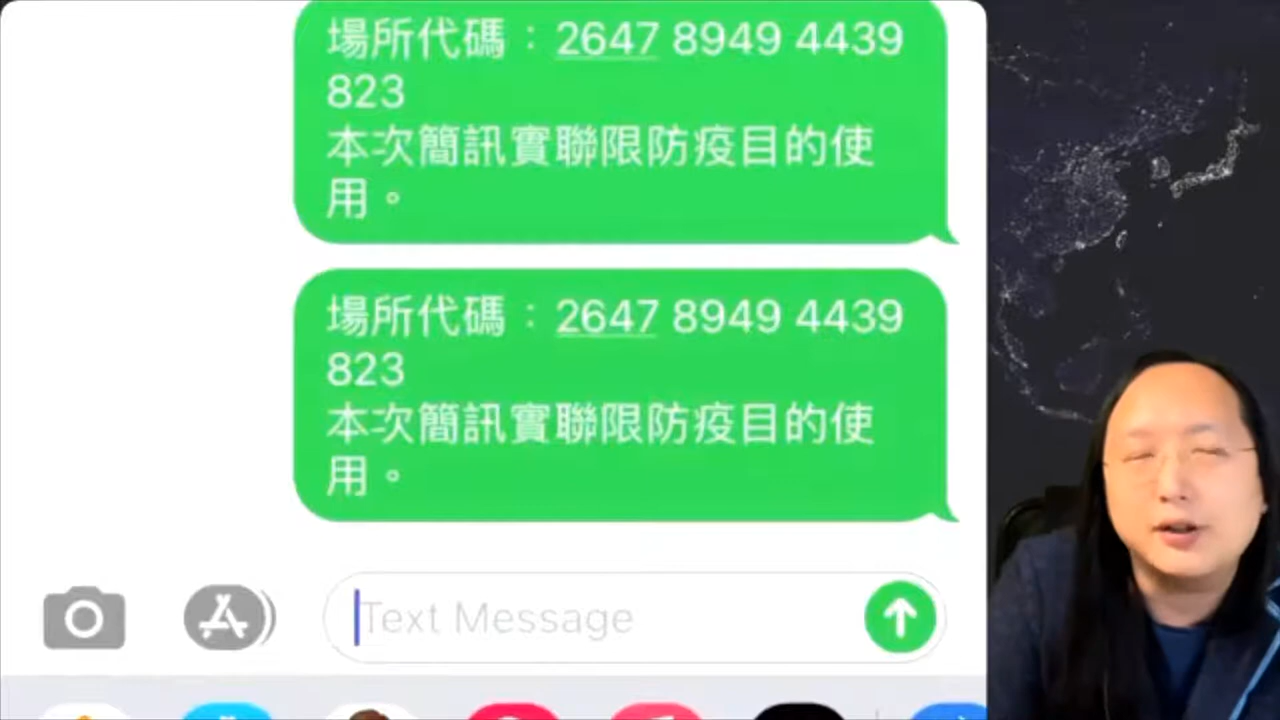 場所代碼：2647 8949 4439
823
本次簡訊實聯限防疫目的使
用。
場所代碼：2647 8949 4439
823
本次簡訊實聯限防疫目的使
用。
Text Message